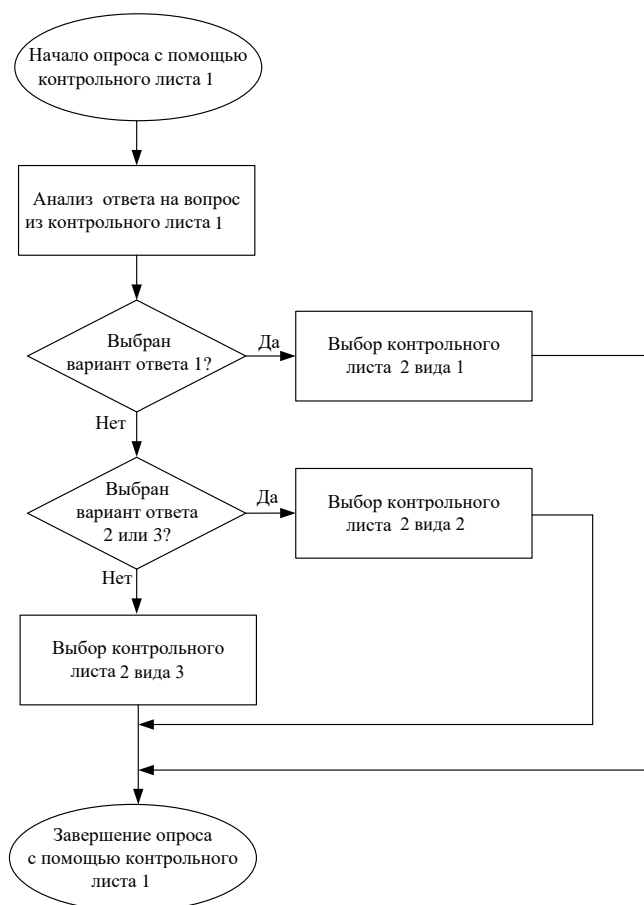 Начало опроса с помощью
контрольного листа 1
Анализ ответа на вопрос
из контрольного листа 1
Выбран
вариант ответа 1?
Да
Выбор контрольного
листа 2 вида 1
Нет
Выбран
вариант ответа
2 или 3?
Да
Выбор контрольного
листа 2 вида 2
Нет
Выбор контрольного
листа 2 вида 3
Завершение опроса
с помощью контрольного
листа 1